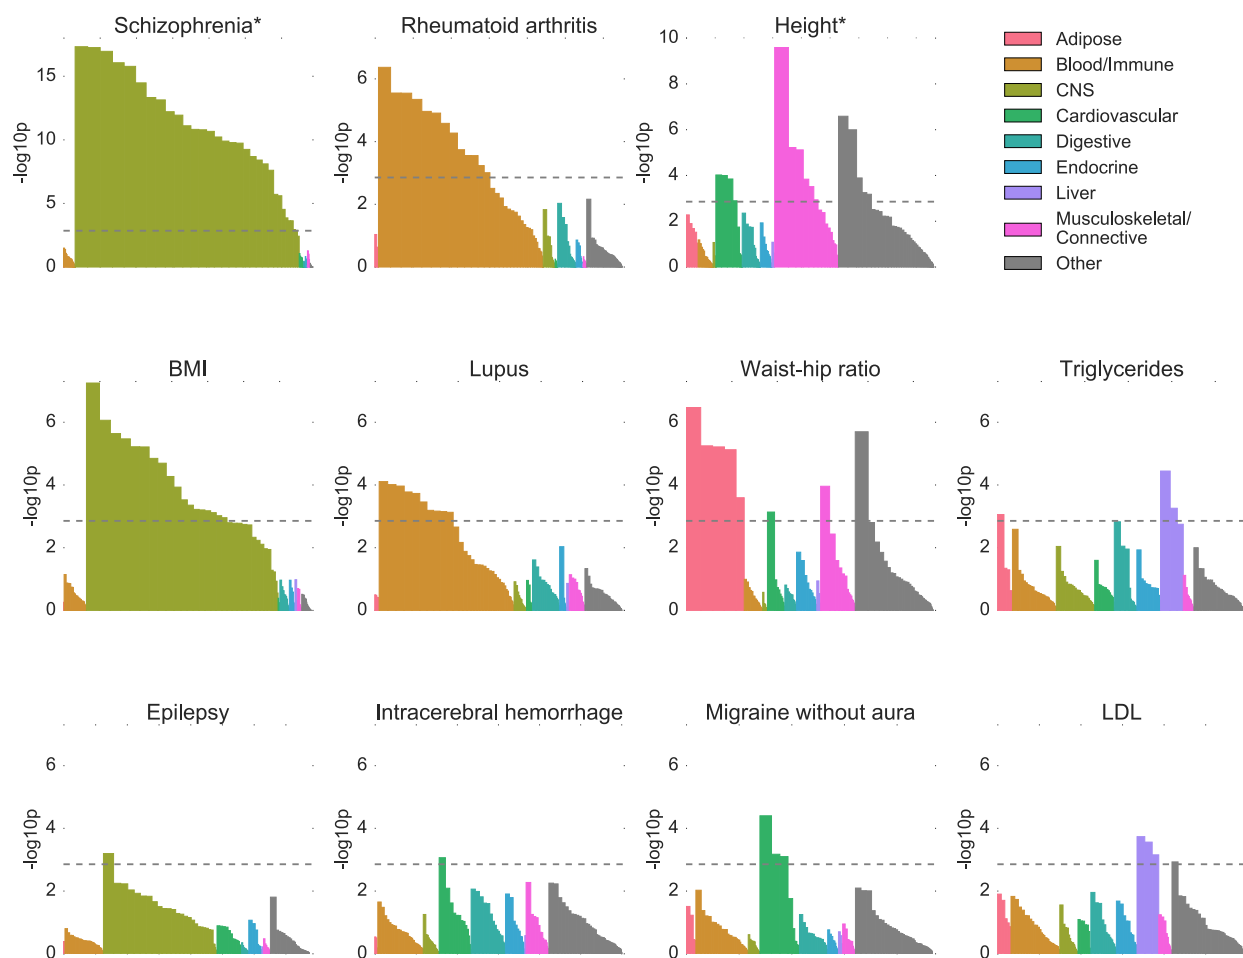 Schizophrenia*
Rheumatoid arthritis
Height*
-log10p
15
10
5
0
-log10p
6
4
2
0
-log10p
10
8
6
4
2
0
Adipose
Blood/Immune
CNS
Cardiovascular
Digestive
Endocrine
Liver
Musculoskeletal/
Connective
Other
BMI
Lupus
Waist-hip ratio
Triglycerides
-log10p
6
4
2
0
-log10p
6
4
2
0
-log10p
6
4
2
0
-log10p
6
4
2
0
Epilepsy
Intracerebral hemorrhage
Migraine without aura
LDL
-log10p
6
4
2
0
-log10p
6
4
2
0
-log10p
6
4
2
0
-log10p
6
4
2
0